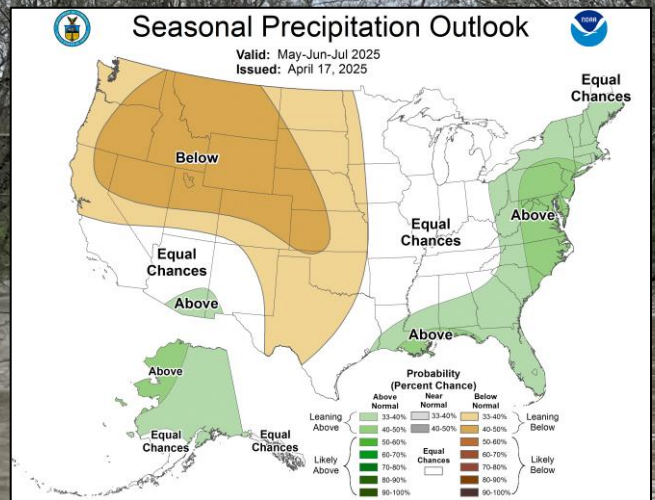 Seasonal Precipitation Outlook
noaa
Valid: May-Jun-Jul 2025
Issued: April 17, 2025
Equal
Chances
Below
Above
Equal
Chances
Equal
Chances
Above
Above
Above
Equal
Chances
Equal
Chances
Probability
(Percent Chance)
Above
Normal
Near
Normal
Below
Normal
Leaning
Above
33-40%
33-40%
33-40%
Leaning
Below
40-50%
40-50%
40-50%
Likely
Above
50-60%
Equal
Chances
50-60%
Likely
Below
60-70%
60-70%
70-80%
70-80%
80-90%
80-90%
90-100%
90-100%